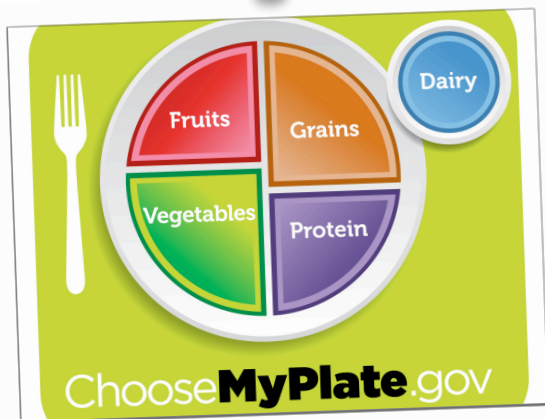 Dairy
Fruits
Grains
Vegetables
Protein
ChooseMyPlate.gov